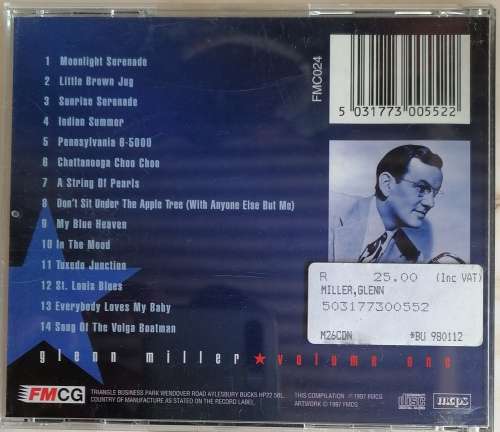 1 Moonlight Serenade
2 Little Brown Jug
3 Sunrise Serenade
4 Indian Summer
5 Pennsylvania 6-5000
6 Chattanooga Choo Choo
7 A String Of Pearls
8 Don't Sit Under The Apple Tree (With Anyone Else But Me)
9 My Blue Heaven
10 In The Mood
11 Tuxedo Junction
12 St. Louis Blues
13 Everybody Loves My Baby
14 Song Of The Volga Boatman
FMC024
5 031773 005522
R 25.00 (Inc VAT)
MILLER,GLENN
503177300552
M26CDN *BU 980112
glenn miller ★ volume one
FMCG
TRIANGLE BUSINESS PARK WENDOVER ROAD AYLESBURY BUCKS HP22 5BL.
COUNTRY OF MANUFACTURE AS STATED ON THE RECORD LABEL.
THIS COMPILATION ℗ 1997 FMCG
ARTWORK © 1997 FMCG
COMPACT disc DIGITAL AUDIO
mcps